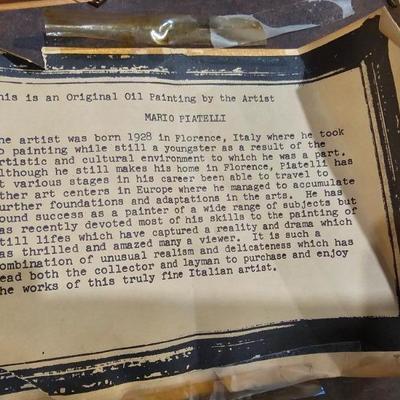 his is an Original Oil Painting by the Artist
MARIO PIATELLI
he artist was born 1928 in Florence, Italy where he took
o painting while still a youngster as a result of the
rtistic and cultural environment to which he was a part.
lthough he still makes his home in Florence, Piatelli has
t various stages in his career been able to travel to
ther art centers in Europe where he managed to accumulate
urther foundations and adaptations in the arts. He has
ound success as a painter of a wide range of subjects but
as recently devoted most of his skills to the painting of
till lifes which have captured a reality and drama which
as thrilled and amazed many a viewer. It is such a
ombination of unusual realism and delicateness which has
ead both the collector and layman to purchase and enjoy
he works of this truly fine Italian artist.